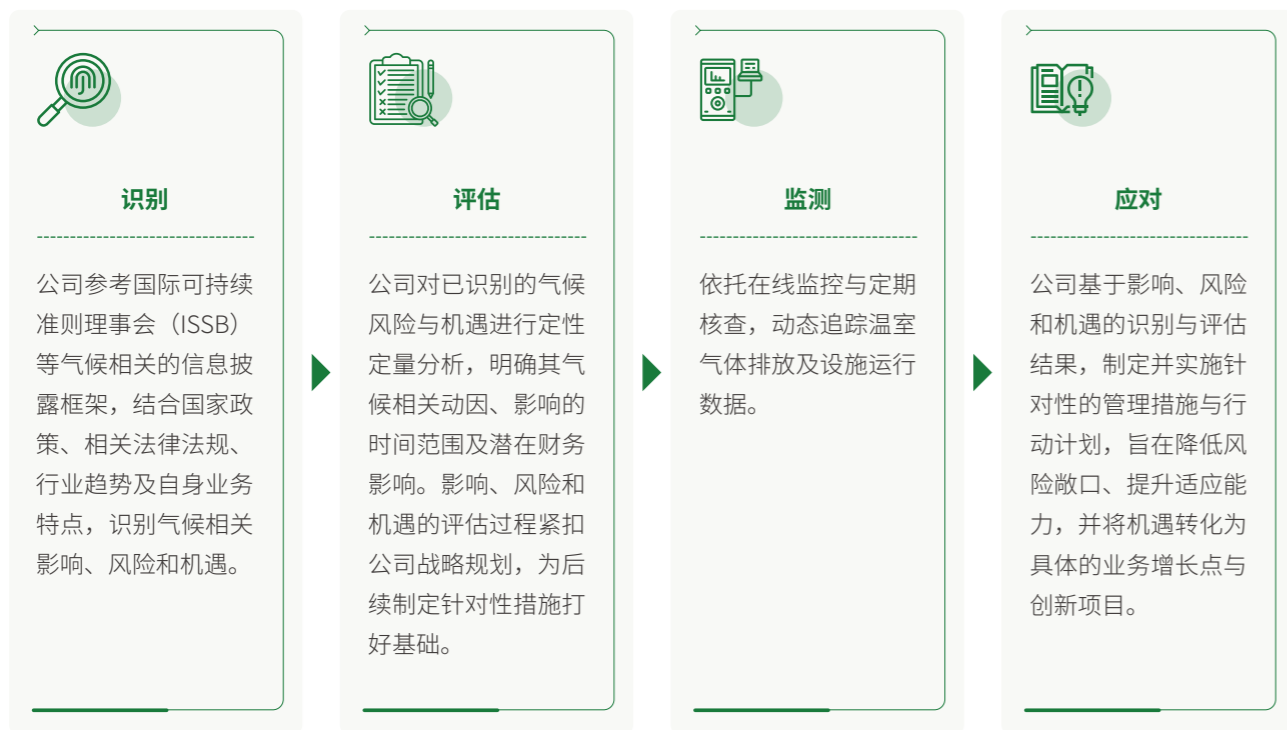 识别
公司参考国际可持续
准则理事会（ISSB）
等气候相关的信息披
露框架，结合国家政
策、相关法律法规、
行业趋势及自身业务
特点，识别气候相关
影响、风险和机遇。
评估
公司对已识别的气候
风险与机遇进行定性
定量分析，明确其气
候相关动因、影响的
时间范围及潜在财务
影响。影响、风险和
机遇的评估过程紧扣
公司战略规划，为后
续制定针对性措施打
好基础。
监测
依托在线监控与定期
核查，动态追踪温室
气体排放及设施运行
数据。
应对
公司基于影响、风险
和机遇的识别与评估
结果，制定并实施针
对性的管理措施与行
动计划，旨在降低风
险敞口、提升适应能
力，并将机遇转化为
具体的业务增长点与
创新项目。